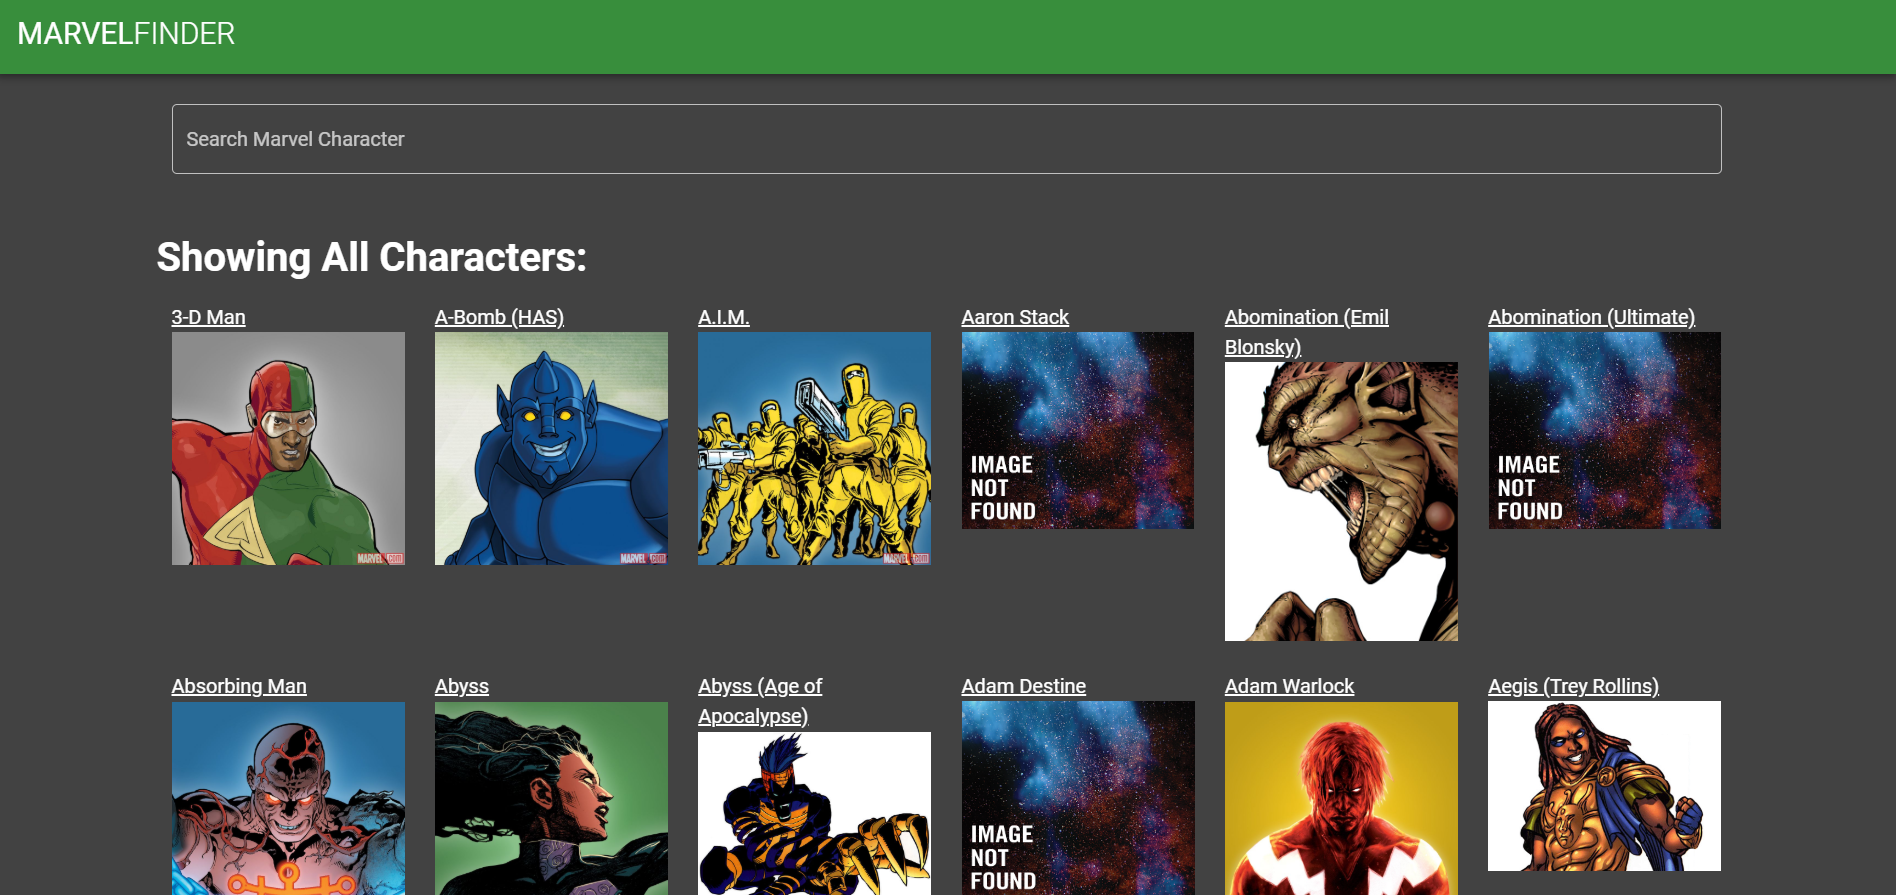 MARVELFINDER
Search Marvel Character
Showing All Characters:
3-D Man
A-Bomb (HAS)
A.I.M.
Aaron Stack
Abomination (Emil
Blonsky)
Abomination (Ultimate)
MARVEL.com
MARVEL.com
MARVEL.com
IMAGE
NOT
FOUND
IMAGE
NOT
FOUND
Absorbing Man
Abyss
Abyss (Age of
Apocalypse)
Adam Destine
Adam Warlock
Aegis (Trey Rollins)
IMAGE
NOT
FOUND